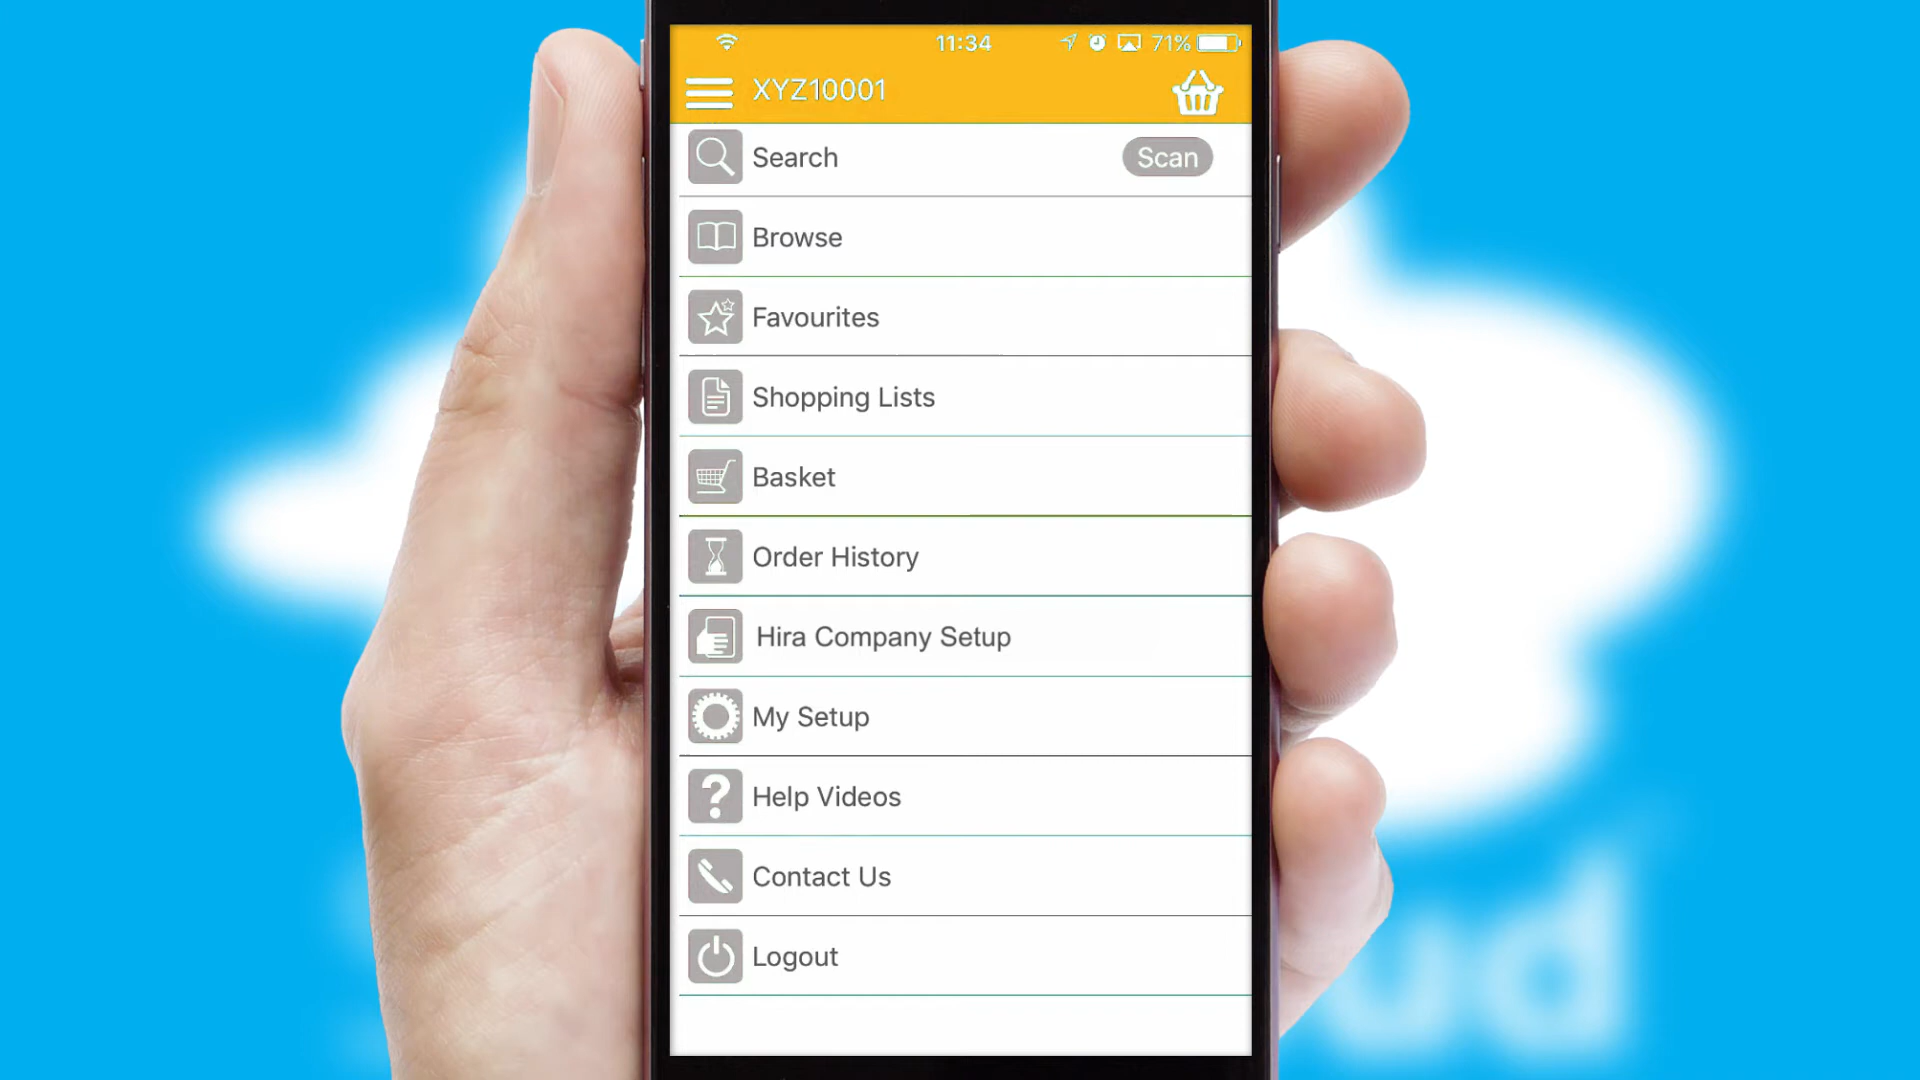 11:34 71%
XYZ10001
Search Scan
Browse
Favourites
Shopping Lists
Basket
Order History
Hira Company Setup
My Setup
Help Videos
Contact Us
Logout
ud